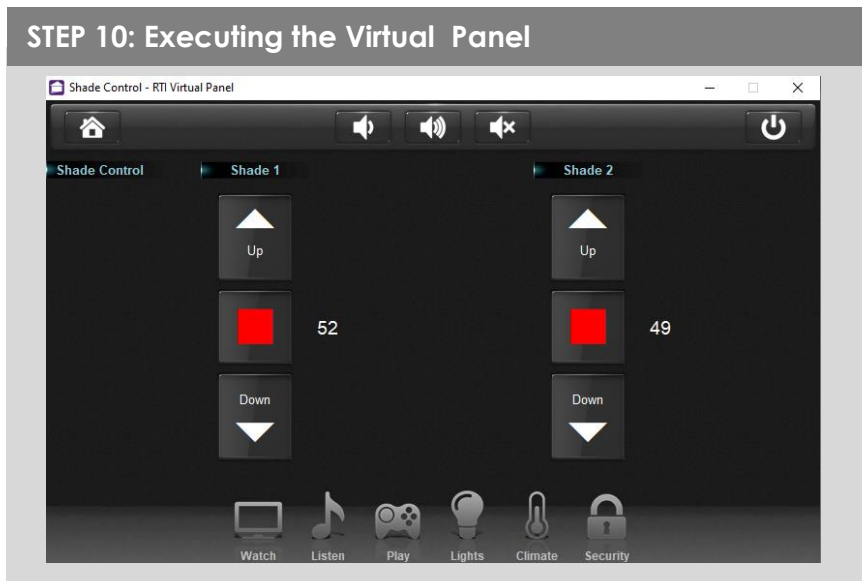 STEP 10: Executing the Virtual Panel
Shade Control - RTI Virtual Panel
Shade Control
Shade 1
Shade 2
Up
Up
52
49
Down
Down
Watch
Listen
Play
Lights
Climate
Security